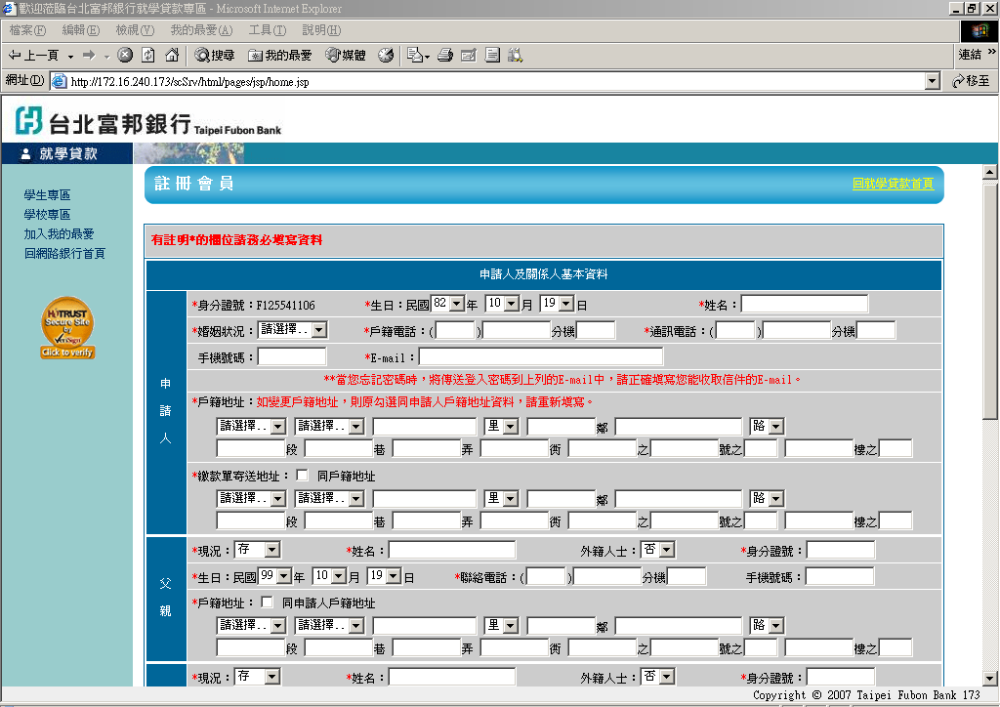 歡迎蒞臨台北富邦銀行就學貸款專區 - Microsoft Internet Explorer
檔案(F) 編輯(E) 檢視(V) 我的最愛(A) 工具(T) 說明(H)
上一頁 搜尋 我的最愛 媒體 連結 »
網址(D) http://172.16.240.173/scSrv/html/pages/jsp/home.jsp 移至
台北富邦銀行 Taipei Fubon Bank
就學貸款
學生專區
學校專區
加入我的最愛
回網路銀行首頁
HiTRUST
Secure Site
by
VeriSign
Click to verify
註冊會員 回就學貸款首頁
有註明*的欄位請務必填寫資料
申請人及關係人基本資料
申請人
*身分證號：F125541106 *生日：民國 82 年 10 月 19 日 *姓名：
*婚姻狀況：請選擇.. *戶籍電話：( ) 分機 *通訊電話：( ) 分機
手機號碼： *E-mail：
**當您忘記密碼時，將傳送登入密碼到上列的E-mail中，請正確填寫您能收取信件的E-mail。
*戶籍地址：如變更戶籍地址，則原勾選同申請人戶籍地址資料，請重新填寫。
請選擇.. 請選擇.. 里 鄰 路
段 巷 弄 衖 之 號之 樓之
*繳款單寄送地址： 同戶籍地址
請選擇.. 請選擇.. 里 鄰 路
段 巷 弄 衖 之 號之 樓之
父親
*現況：存 *姓名： 外籍人士：否 *身分證號：
*生日：民國 99 年 10 月 19 日 *聯絡電話：( ) 分機 手機號碼：
*戶籍地址： 同申請人戶籍地址
請選擇.. 請選擇.. 里 鄰 路
段 巷 弄 衖 之 號之 樓之
*現況：存 *姓名： 外籍人士：否 *身分證號：
Copyright © 2007 Taipei Fubon Bank 173